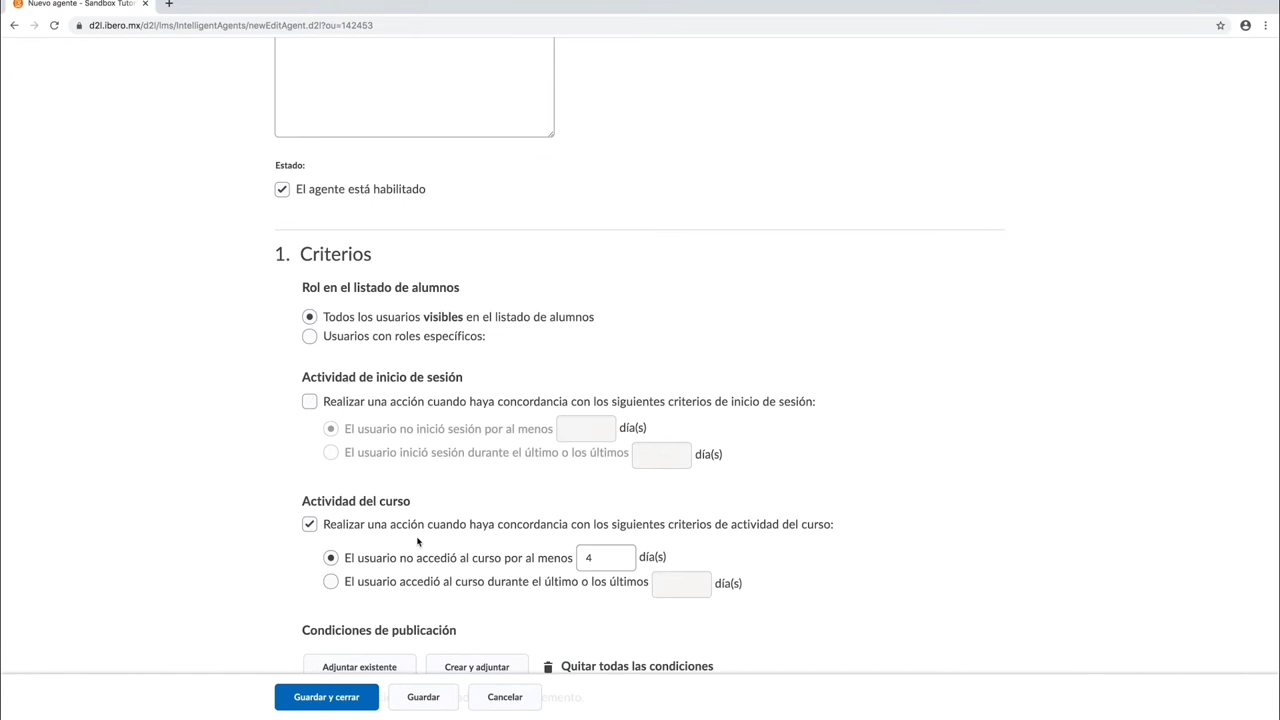 Nuevo agente - Sandbox Tutor
d2l.ibero.mx/d2l/lms/IntelligentAgents/newEditAgent.d2l?ou=142453
Estado:
El agente está habilitado
1. Criterios
Rol en el listado de alumnos
Todos los usuarios visibles en el listado de alumnos
Usuarios con roles específicos:
Actividad de inicio de sesión
Realizar una acción cuando haya concordancia con los siguientes criterios de inicio de sesión:
El usuario no inició sesión por al menos día(s)
El usuario inició sesión durante el último o los últimos día(s)
Actividad del curso
Realizar una acción cuando haya concordancia con los siguientes criterios de actividad del curso:
El usuario no accedió al curso por al menos 4 día(s)
El usuario accedió al curso durante el último o los últimos día(s)
Condiciones de publicación
Adjuntar existente Crear y adjuntar Quitar todas las condiciones
Guardar y cerrar Guardar Cancelar